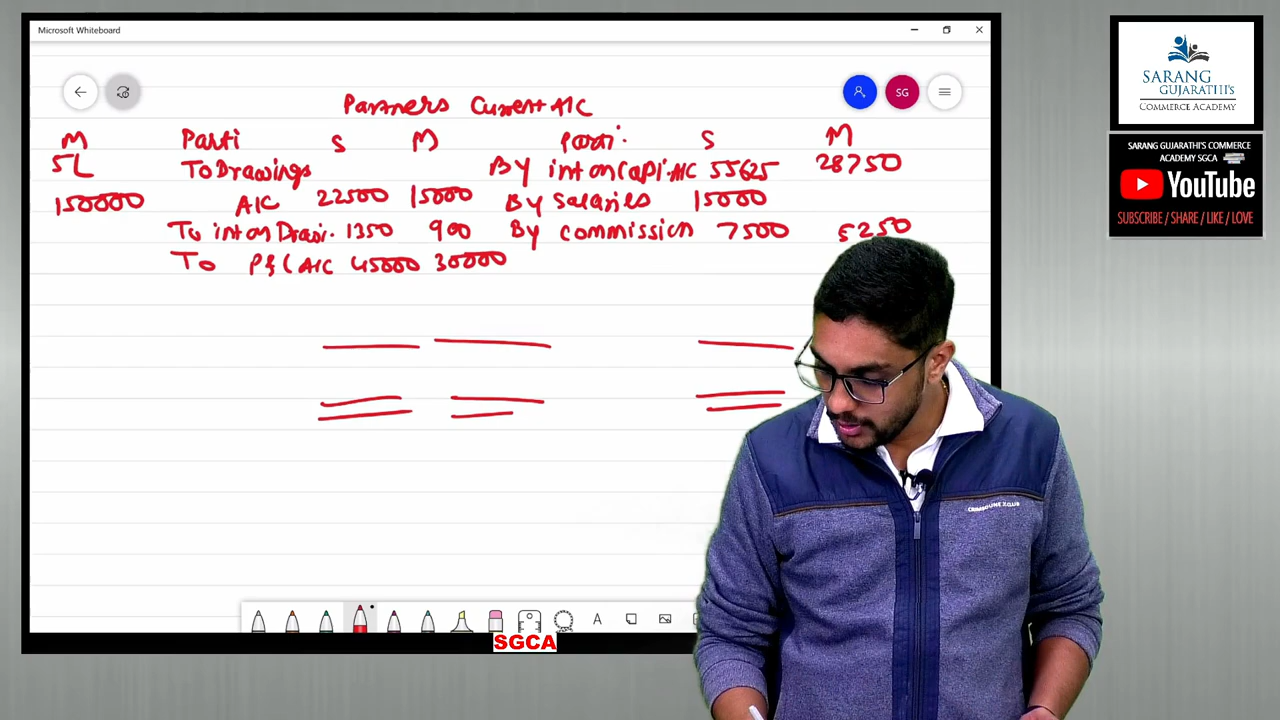 Microsoft Whiteboard
SG
Partners Current A/C
M Parti S M Parti. S M
5L To Drawings By int on Capi. A/C 55625 28750
150000 A/C 22500 15000 By Salaries 15000
To int on Drawi. 1350 900 By commission 7500 5250
To P&L A/C 45000 30000
A
SGCA
SARANG
GUJARATHI'S
COMMERCE ACADEMY
SARANG GUJARATHI'S COMMERCE
ACADEMY SGCA
YouTube
SUBSCRIBE / SHARE / LIKE / LOVE